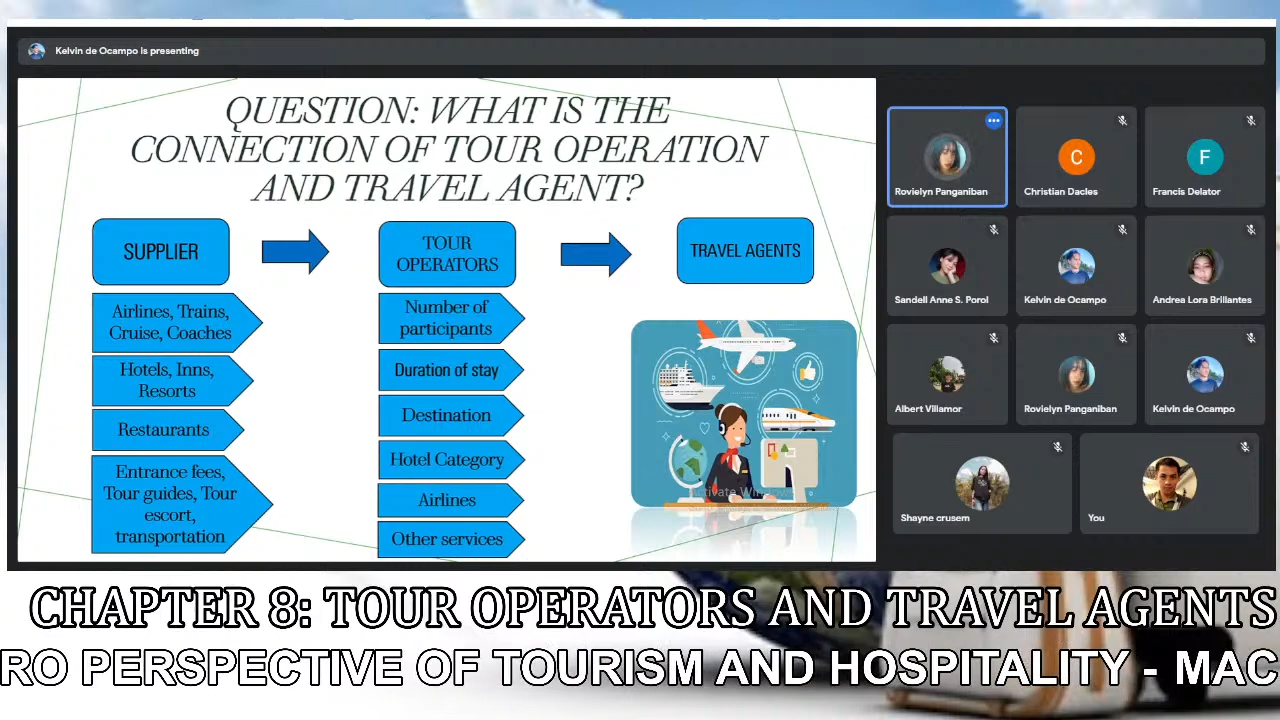 Kelvin de Ocampo is presenting
QUESTION: WHAT IS THE
CONNECTION OF TOUR OPERATION
AND TRAVEL AGENT?
SUPPLIER
TOUR
OPERATORS
TRAVEL AGENTS
Airlines, Trains,
Cruise, Coaches
Hotels, Inns,
Resorts
Restaurants
Entrance fees,
Tour guides, Tour
escort,
transportation
Number of
participants
Duration of stay
Destination
Hotel Category
Airlines
Other services
Rovielyn Panganiban
C
Christian Dacles
F
Francis Delator
Sandell Anne S. Porol
Kelvin de Ocampo
Andrea Lora Brillantes
Albert Villamor
Rovielyn Panganiban
Kelvin de Ocampo
Shayne crusem
You
CHAPTER 8: TOUR OPERATORS AND TRAVEL AGENTS
RO PERSPECTIVE OF TOURISM AND HOSPITALITY - MAC